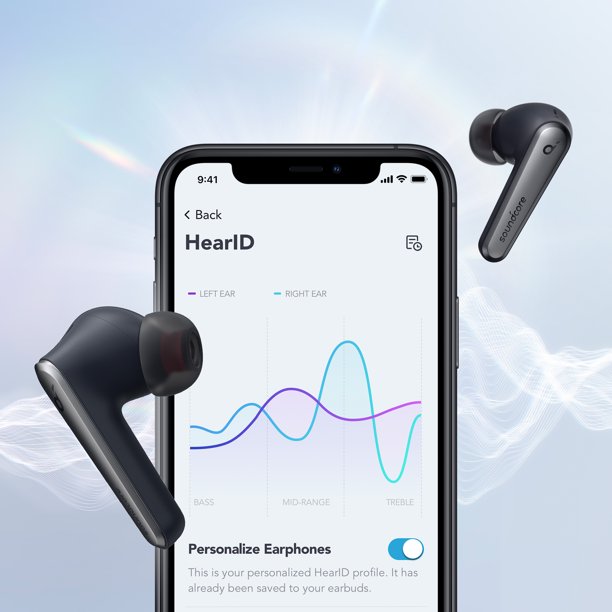 9:41
Back
HearID
LEFT EAR
RIGHT EAR
BASS
MID-RANGE
TREBLE
Personalize Earphones
This is your personalized HearID profile. It has
already been saved to your earbuds.
soundcore